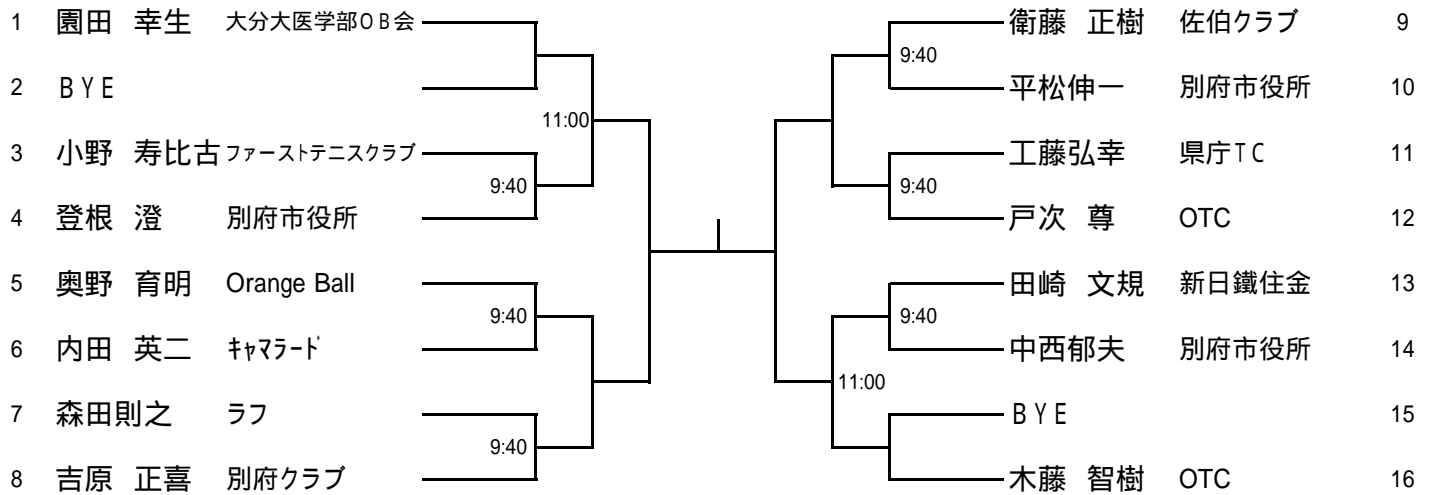 1 園田 幸生 大分大医学部OB会
2 BYE
3 小野 寿比古 ファーストテニスクラブ
4 登根 澄 別府市役所
5 奥野 育明 Orange Ball
6 内田 英二 ｷｬﾏﾗｰﾄﾞ
7 森田則之 ラフ
8 吉原 正喜 別府クラブ
11:00
9:40
9:40
9:40
衛藤 正樹 佐伯クラブ 9
平松伸一 別府市役所 10
工藤弘幸 県庁TC 11
戸次 尊 OTC 12
田崎 文規 新日鐵住金 13
中西郁夫 別府市役所 14
BYE 15
木藤 智樹 OTC 16
9:40
9:40
9:40
11:00